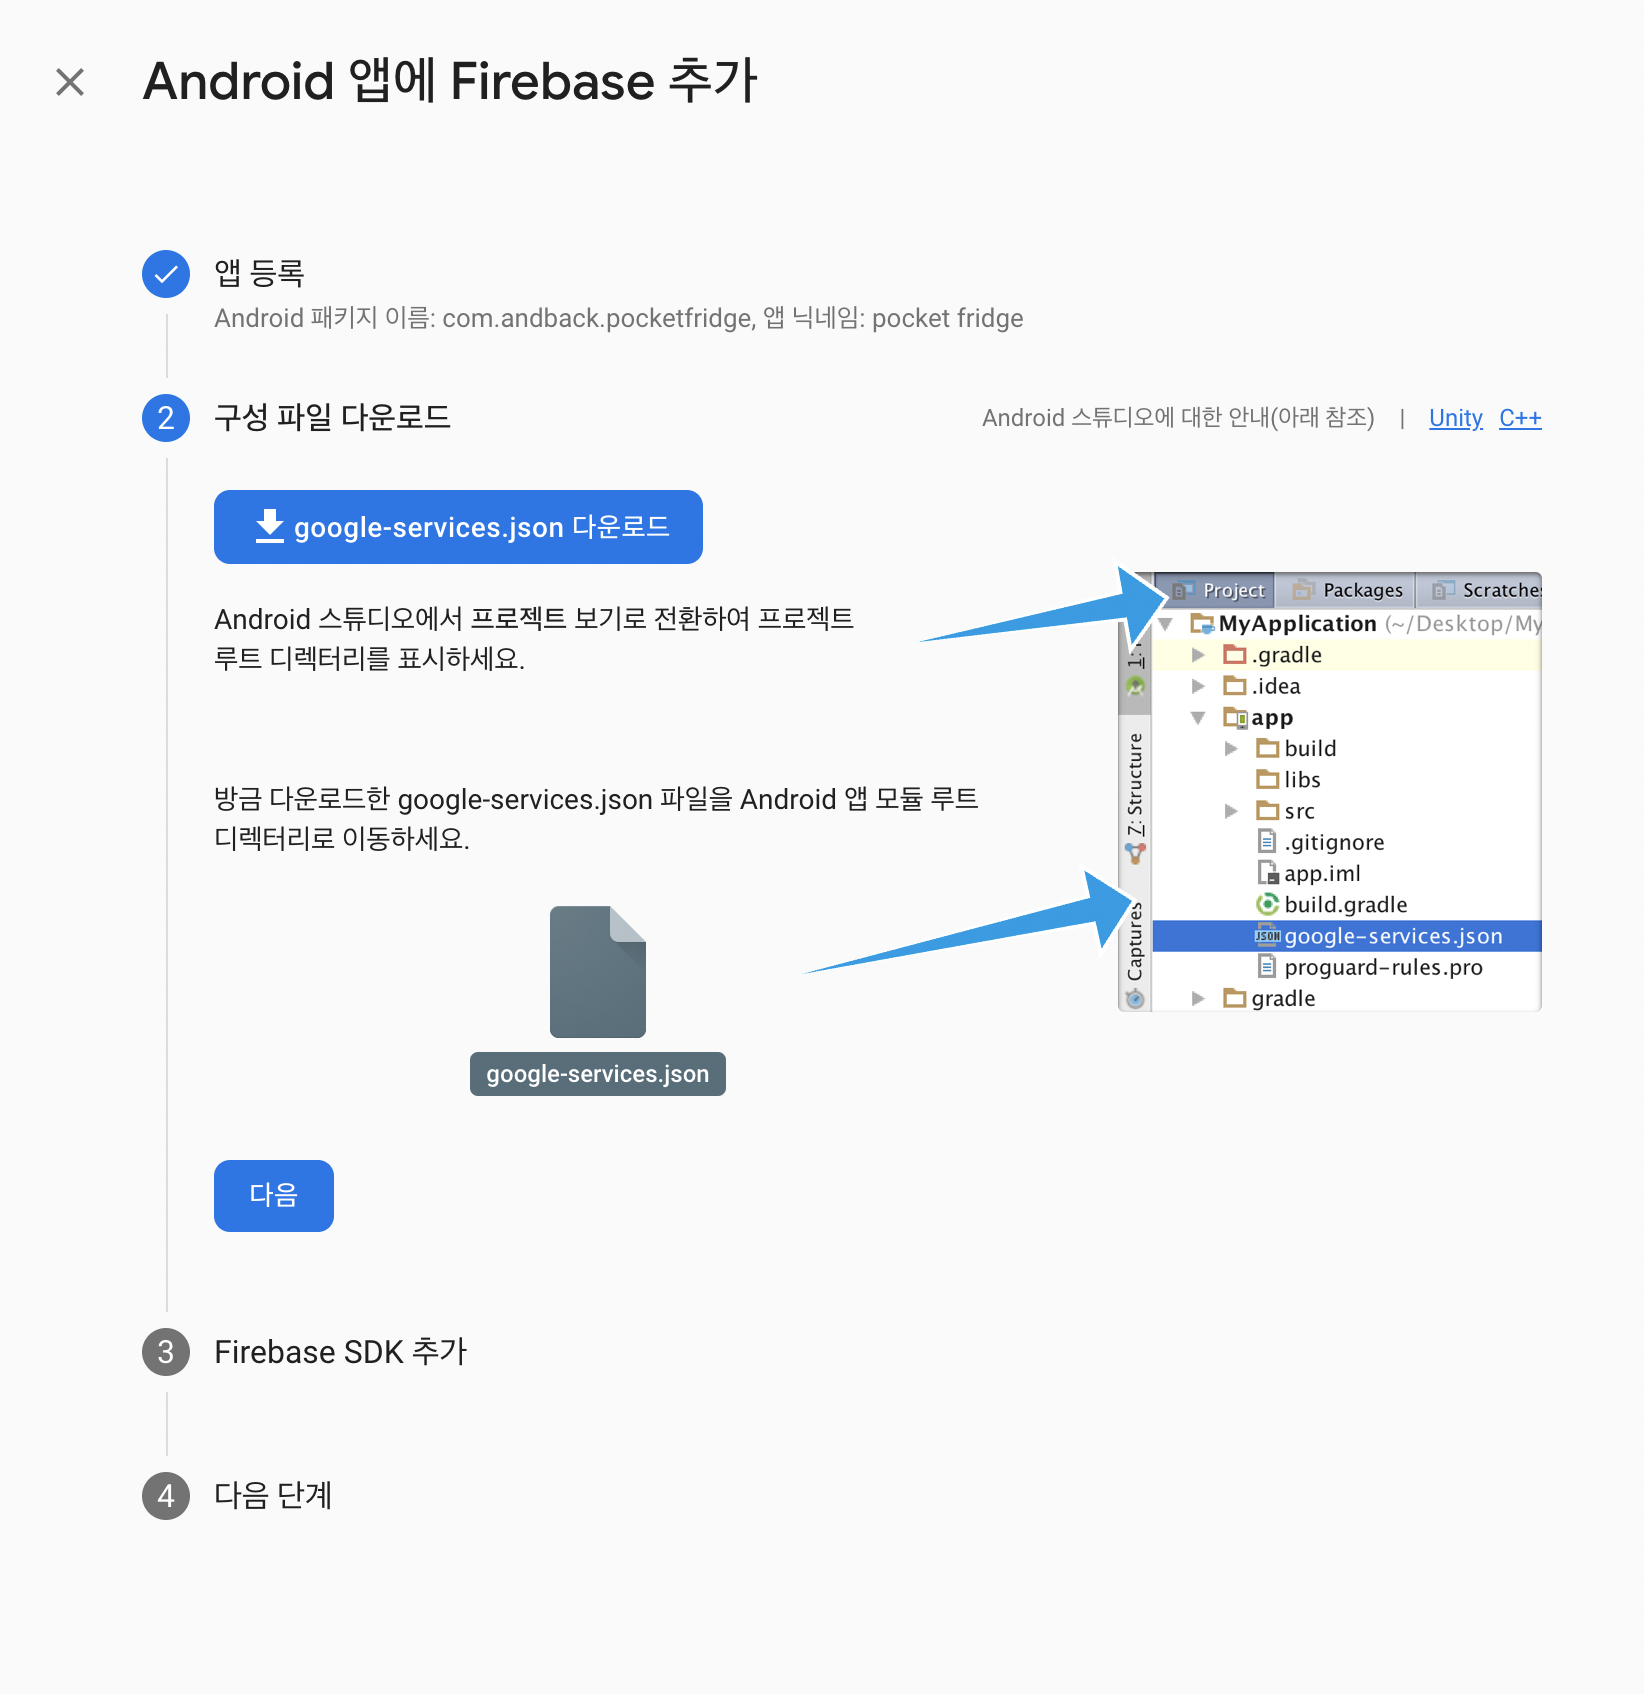 Android 앱에 Firebase 추가
앱 등록
Android 패키지 이름: com.andback.pocketfridge, 앱 닉네임: pocket fridge
2 구성 파일 다운로드
Android 스튜디오에 대한 안내(아래 참조) | Unity C++
google-services.json 다운로드
Android 스튜디오에서 프로젝트 보기로 전환하여 프로젝트
루트 디렉터리를 표시하세요.
방금 다운로드한 google-services.json 파일을 Android 앱 모듈 루트
디렉터리로 이동하세요.
google-services.json
Project Packages Scratches
MyApplication (~/Desktop/My
.gradle
.idea
app
build
libs
src
.gitignore
app.iml
build.gradle
JSON google-services.json
proguard-rules.pro
gradle
1:
7: Structure
Captures
다음
3 Firebase SDK 추가
4 다음 단계